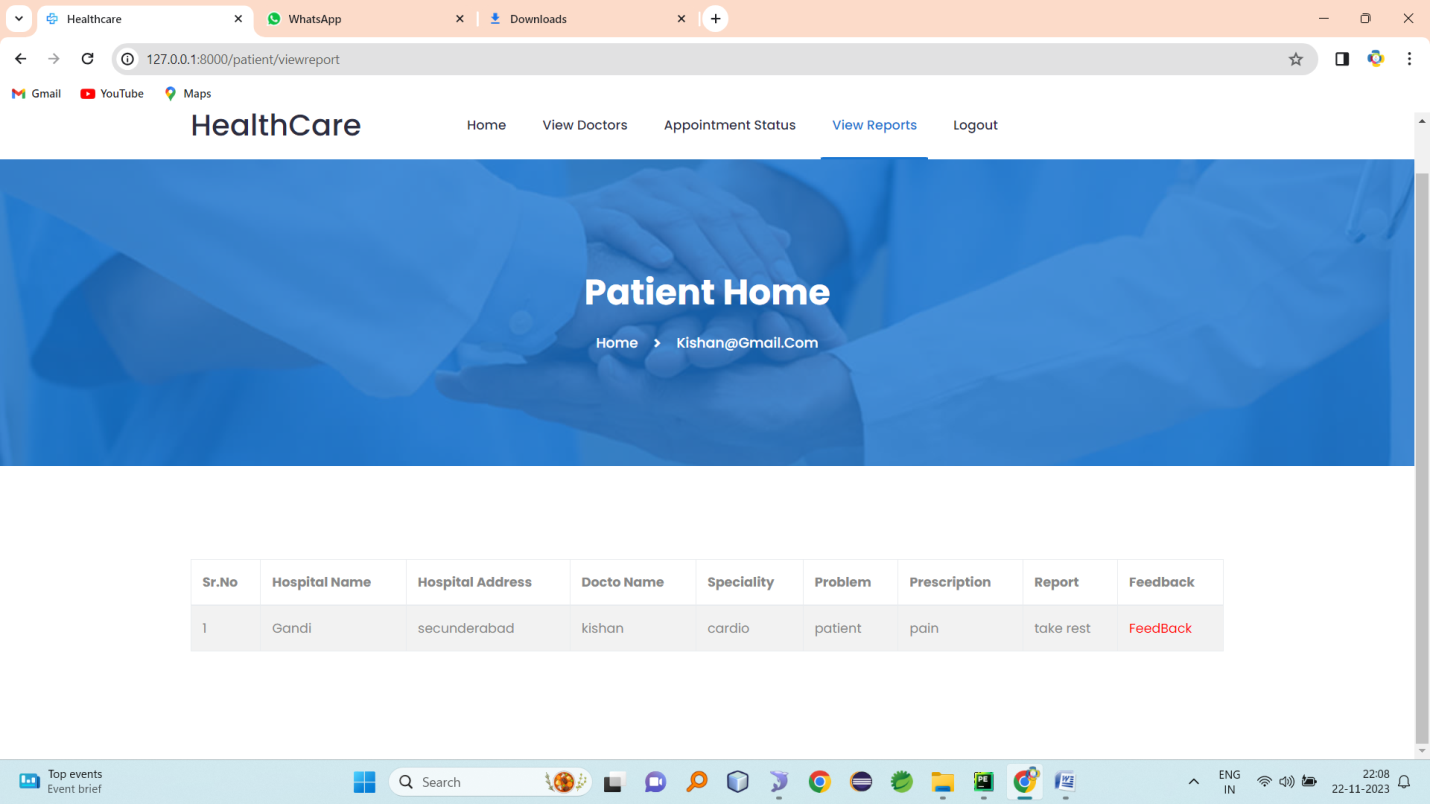 Healthcare
WhatsApp
Downloads
127.0.0.1:8000/patient/viewreport
Gmail YouTube Maps
HealthCare Home View Doctors Appointment Status View Reports Logout
Patient Home
Home > Kishan@Gmail.Com
Sr.No Hospital Name Hospital Address Docto Name Speciality Problem Prescription Report Feedback
1 Gandi secunderabad kishan cardio patient pain take rest FeedBack
Top events
Event brief
Search
PE
W
ENG
IN
22:08
22-11-2023